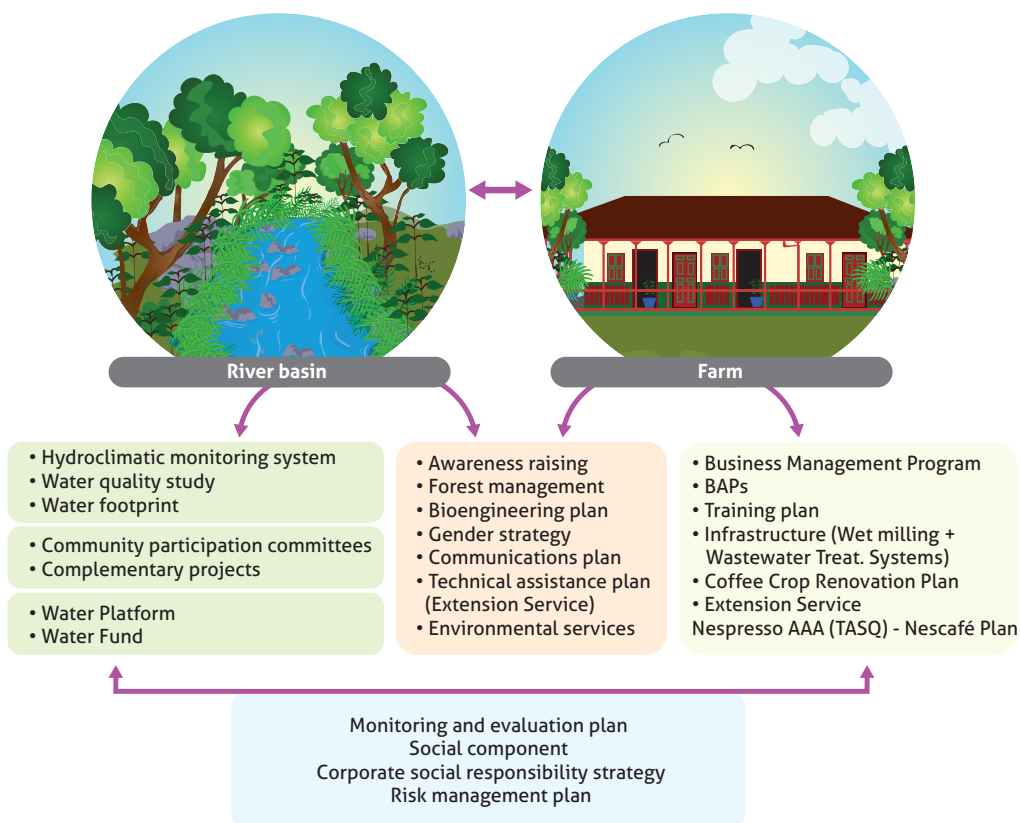 River basin
Farm
• Hydroclimatic monitoring system
• Water quality study
• Water footprint
• Community participation committees
• Complementary projects
• Water Platform
• Water Fund
• Awareness raising
• Forest management
• Bioengineering plan
• Gender strategy
• Communications plan
• Technical assistance plan
(Extension Service)
• Environmental services
• Business Management Program
• BAPs
• Training plan
• Infrastructure (Wet milling +
Wastewater Treat. Systems)
• Coffee Crop Renovation Plan
• Extension Service
Nespresso AAA (TASQ) - Nescafé Plan
Monitoring and evaluation plan
Social component
Corporate social responsibility strategy
Risk management plan